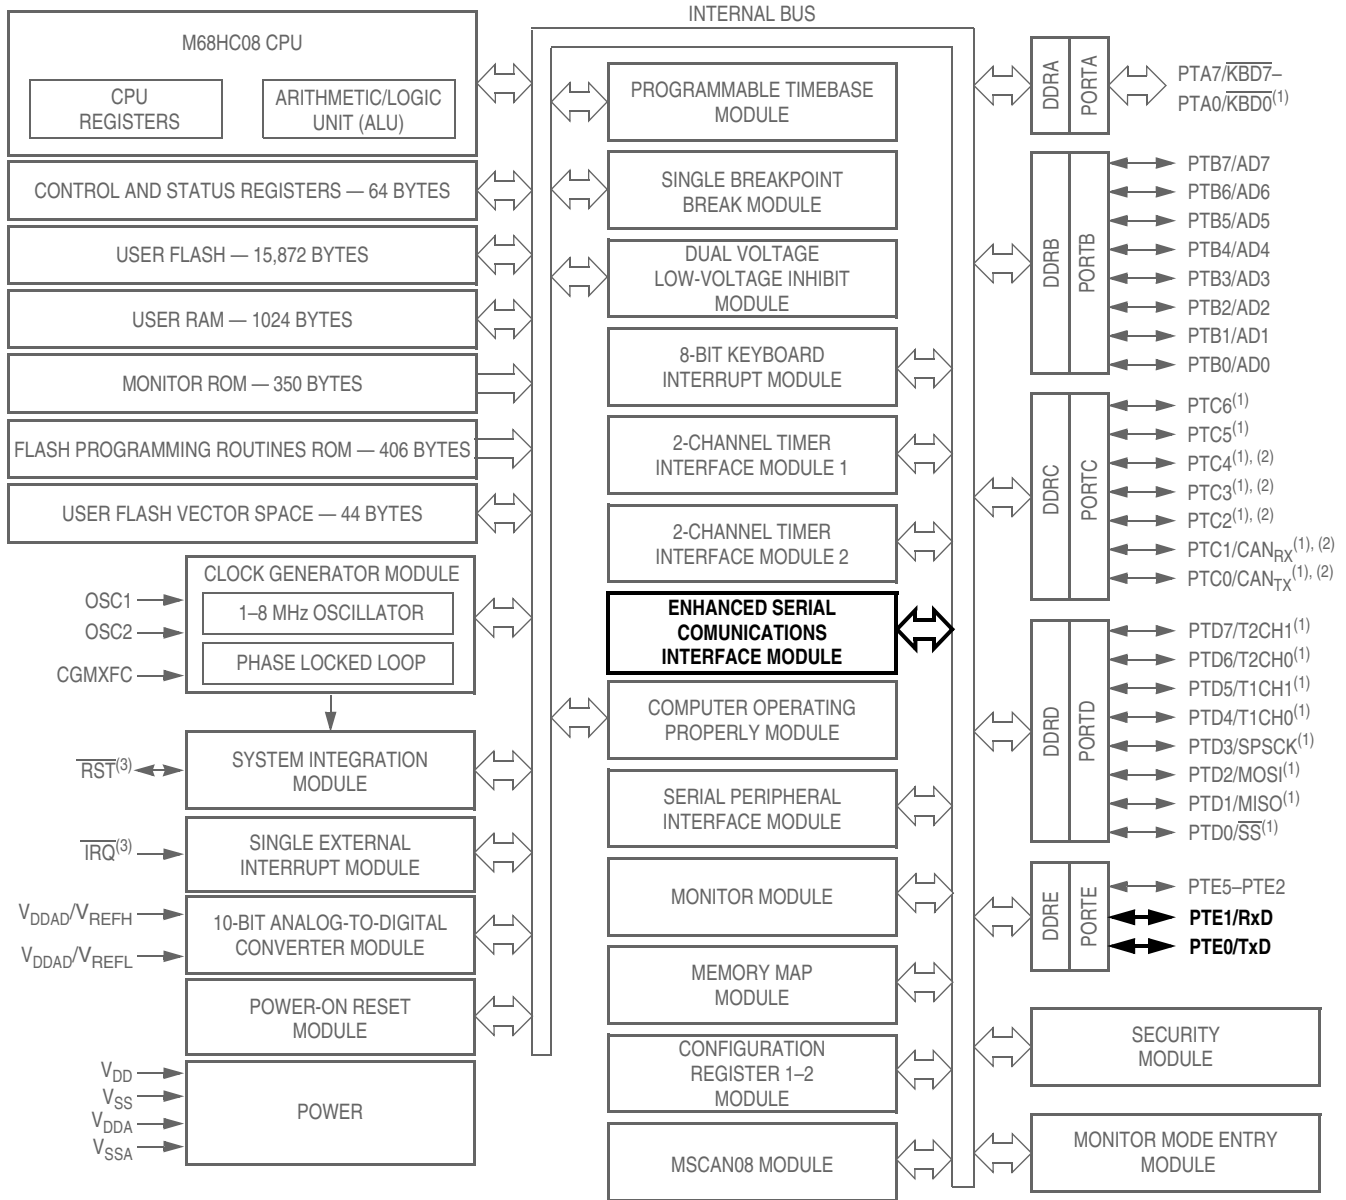 INTERNAL BUS
M68HC08 CPU
CPU
REGISTERS
ARITHMETIC/LOGIC
UNIT (ALU)
CONTROL AND STATUS REGISTERS — 64 BYTES
USER FLASH — 15,872 BYTES
USER RAM — 1024 BYTES
MONITOR ROM — 350 BYTES
FLASH PROGRAMMING ROUTINES ROM — 406 BYTES
USER FLASH VECTOR SPACE — 44 BYTES
CLOCK GENERATOR MODULE
1–8 MHz OSCILLATOR
PHASE LOCKED LOOP
OSC1
OSC2
CGMXFC
SYSTEM INTEGRATION
MODULE
RST(3)
SINGLE EXTERNAL
INTERRUPT MODULE
IRQ(3)
10-BIT ANALOG-TO-DIGITAL
CONVERTER MODULE
VDDAD/VREFH
VDDAD/VREFL
POWER-ON RESET
MODULE
POWER
VDD
VSS
VDDA
VSSA
PROGRAMMABLE TIMEBASE
MODULE
SINGLE BREAKPOINT
BREAK MODULE
DUAL VOLTAGE
LOW-VOLTAGE INHIBIT
MODULE
8-BIT KEYBOARD
INTERRUPT MODULE
2-CHANNEL TIMER
INTERFACE MODULE 1
2-CHANNEL TIMER
INTERFACE MODULE 2
ENHANCED SERIAL
COMUNICATIONS
INTERFACE MODULE
COMPUTER OPERATING
PROPERLY MODULE
SERIAL PERIPHERAL
INTERFACE MODULE
MONITOR MODULE
MEMORY MAP
MODULE
CONFIGURATION
REGISTER 1–2
MODULE
MSCAN08 MODULE
DDRA
PORTA
PTA7/KBD7–
PTA0/KBD0(1)
DDRB
PORTB
PTB7/AD7
PTB6/AD6
PTB5/AD5
PTB4/AD4
PTB3/AD3
PTB2/AD2
PTB1/AD1
PTB0/AD0
DDRC
PORTC
PTC6(1)
PTC5(1)
PTC4(1), (2)
PTC3(1), (2)
PTC2(1), (2)
PTC1/CANRX(1), (2)
PTC0/CANTX(1), (2)
DDRD
PORTD
PTD7/T2CH1(1)
PTD6/T2CH0(1)
PTD5/T1CH1(1)
PTD4/T1CH0(1)
PTD3/SPSCK(1)
PTD2/MOSI(1)
PTD1/MISO(1)
PTD0/SS(1)
DDRE
PORTE
PTE5–PTE2
PTE1/RxD
PTE0/TxD
SECURITY
MODULE
MONITOR MODE ENTRY
MODULE